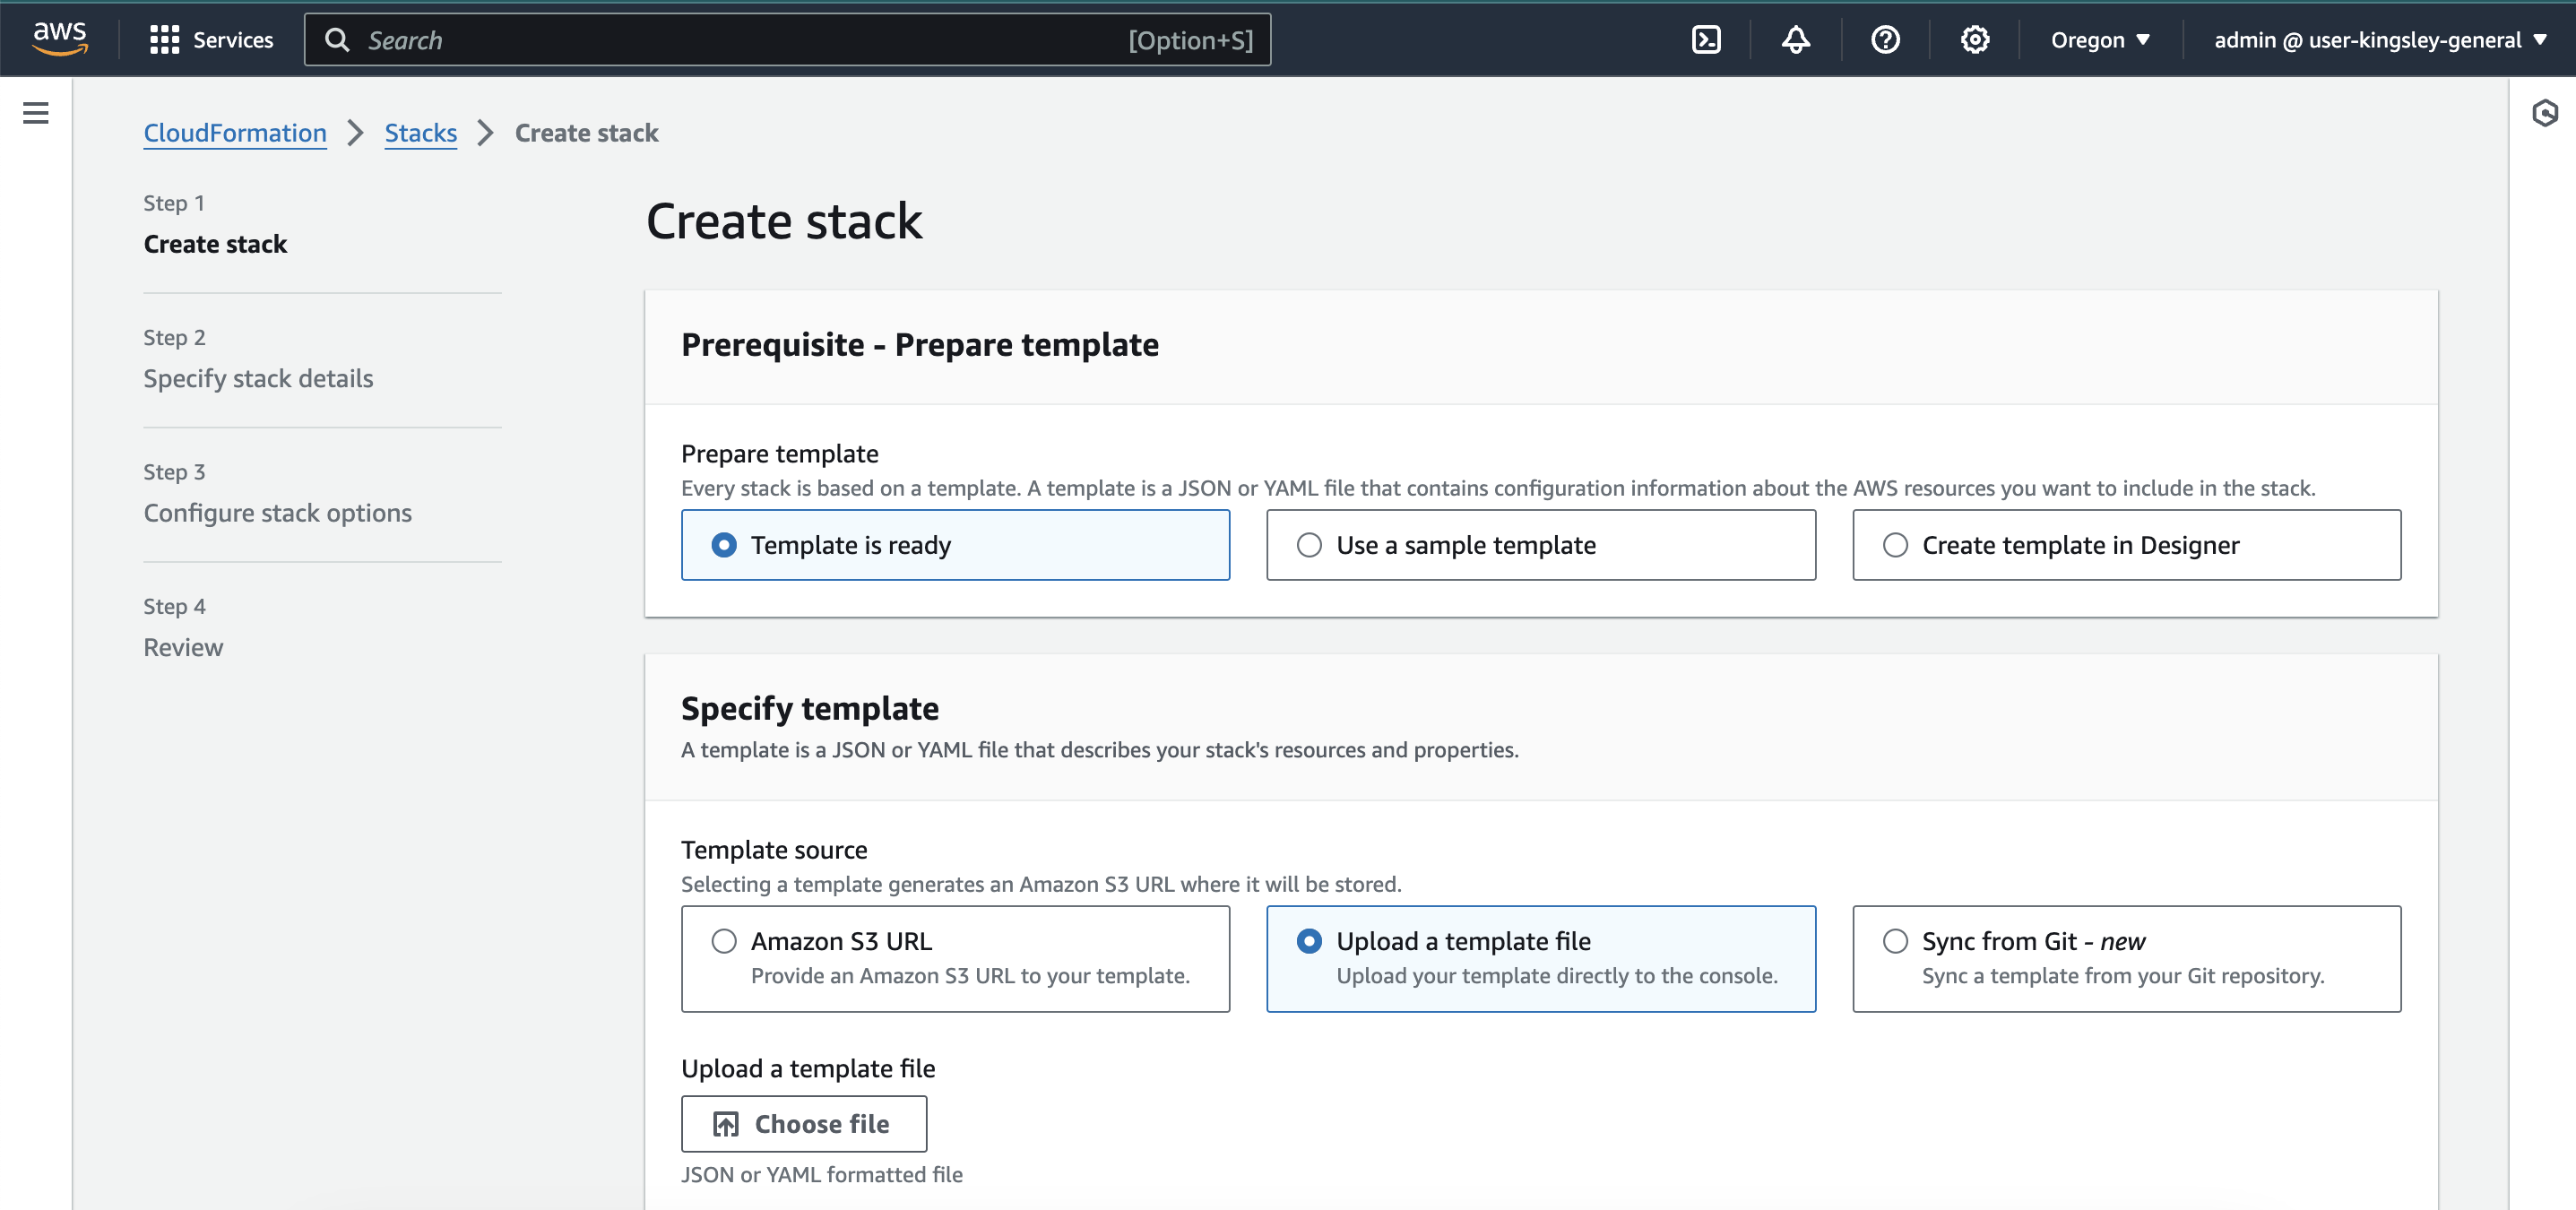 aws
Services
Search
[Option+S]
Oregon
admin @ user-kingsley-general
CloudFormation
Stacks
Create stack
Step 1
Create stack
Step 2
Specify stack details
Step 3
Configure stack options
Step 4
Review
Create stack
Prerequisite - Prepare template
Prepare template
Every stack is based on a template. A template is a JSON or YAML file that contains configuration information about the AWS resources you want to include in the stack.
Template is ready
Use a sample template
Create template in Designer
Specify template
A template is a JSON or YAML file that describes your stack's resources and properties.
Template source
Selecting a template generates an Amazon S3 URL where it will be stored.
Amazon S3 URL
Provide an Amazon S3 URL to your template.
Upload a template file
Upload your template directly to the console.
Sync from Git - new
Sync a template from your Git repository.
Upload a template file
Choose file
JSON or YAML formatted file